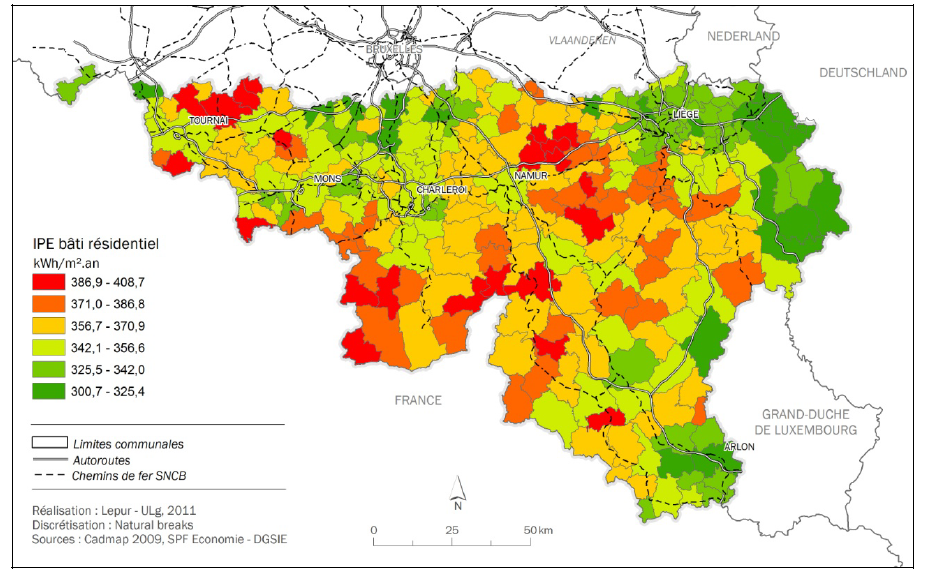 BRUXELLES
VLAANDEREN
NEDERLAND
DEUTSCHLAND
TOURNAI
LIÈGE
MONS
CHARLEROI
NAMUR
IPE bâti résidentiel
kWh/m².an
386,9 - 408,7
371,0 - 386,8
356,7 - 370,9
342,1 - 356,6
325,5 - 342,0
300,7 - 325,4
FRANCE
GRAND-DUCHE
DE LUXEMBOURG
ARLON
Limites communales
Autoroutes
Chemins de fer SNCB
N
Réalisation : Lepur - ULg, 2011
Discrétisation : Natural breaks
Sources : Cadmap 2009, SPF Economie - DGSIE
0 25 50 km